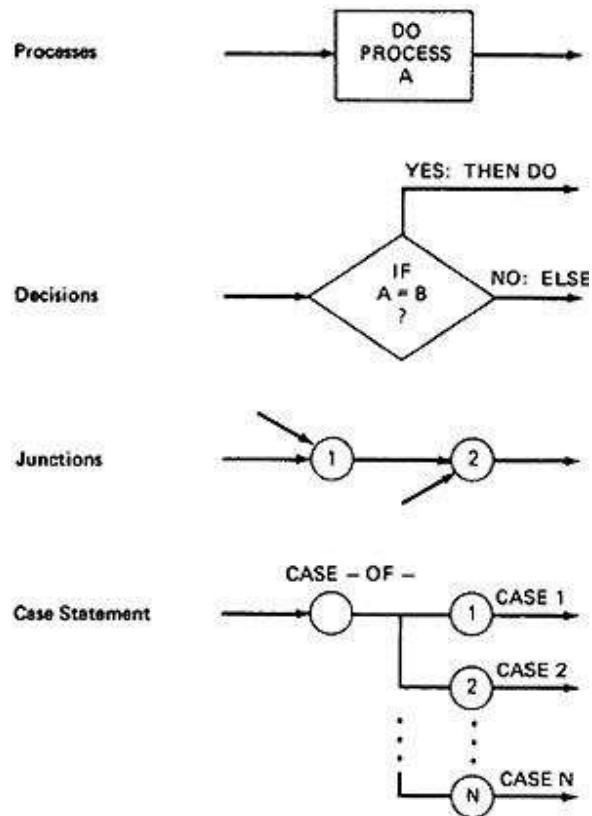 Processes
DO
PROCESS
A
YES: THEN DO
Decisions
IF
A = B
?
NO: ELSE
Junctions
1
2
CASE – OF –
Case Statement
1
CASE 1
2
CASE 2
N
CASE N